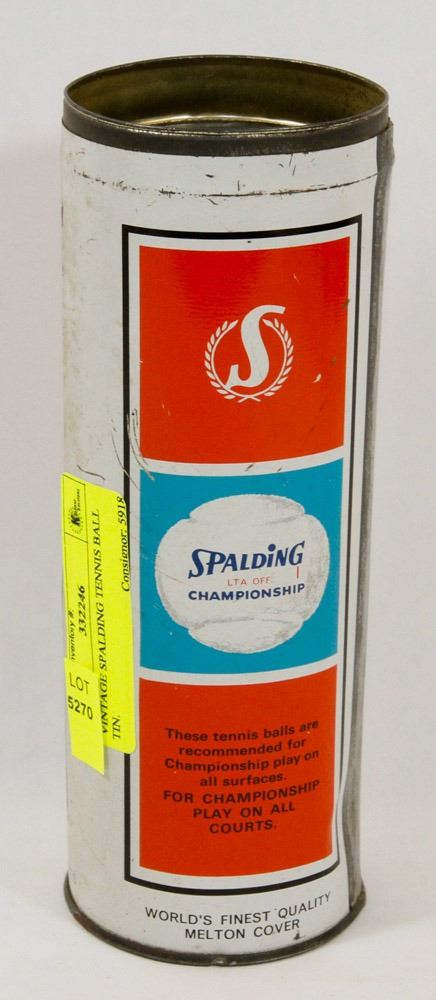 S
SPALDING
LTA OFF
CHAMPIONSHIP
These tennis balls are
recommended for
Championship play on
all surfaces.
FOR CHAMPIONSHIP
PLAY ON ALL
COURTS.
WORLD'S FINEST QUALITY
MELTON COVER
332246
Consignor: 5918
VINTAGE SPALDING TENNIS BALL
TIN.
LOT
5270